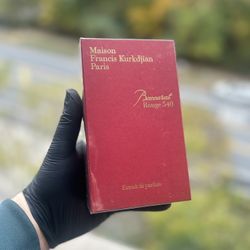 Maison
Francis Kurkdjian
Paris
Baccarat
Rouge 540
Extrait de parfum